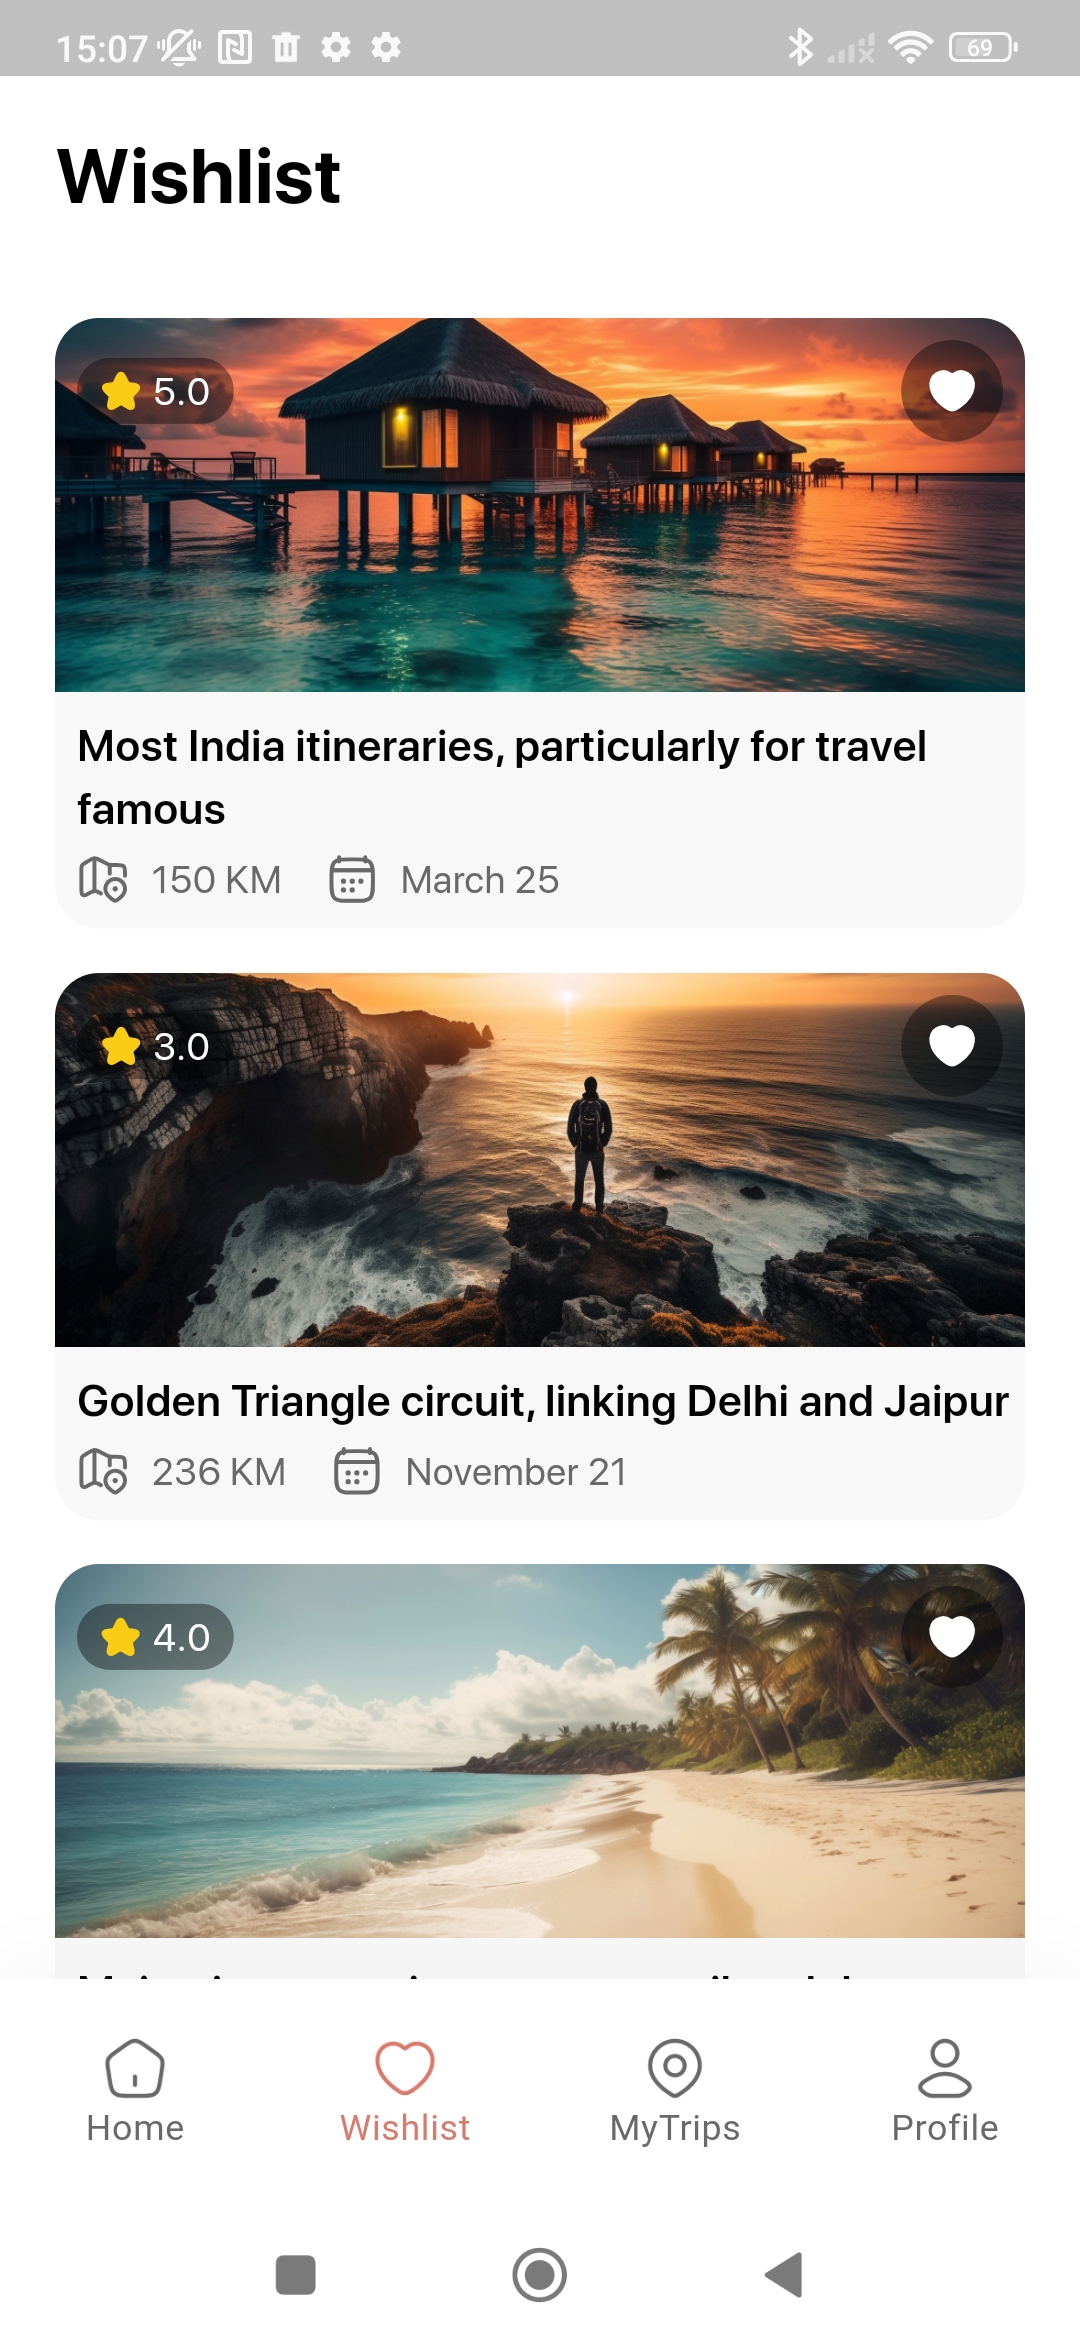 15:07
69
Wishlist
5.0
Most India itineraries, particularly for travel
famous
150 KM March 25
3.0
Golden Triangle circuit, linking Delhi and Jaipur
236 KM November 21
4.0
Home Wishlist MyTrips Profile